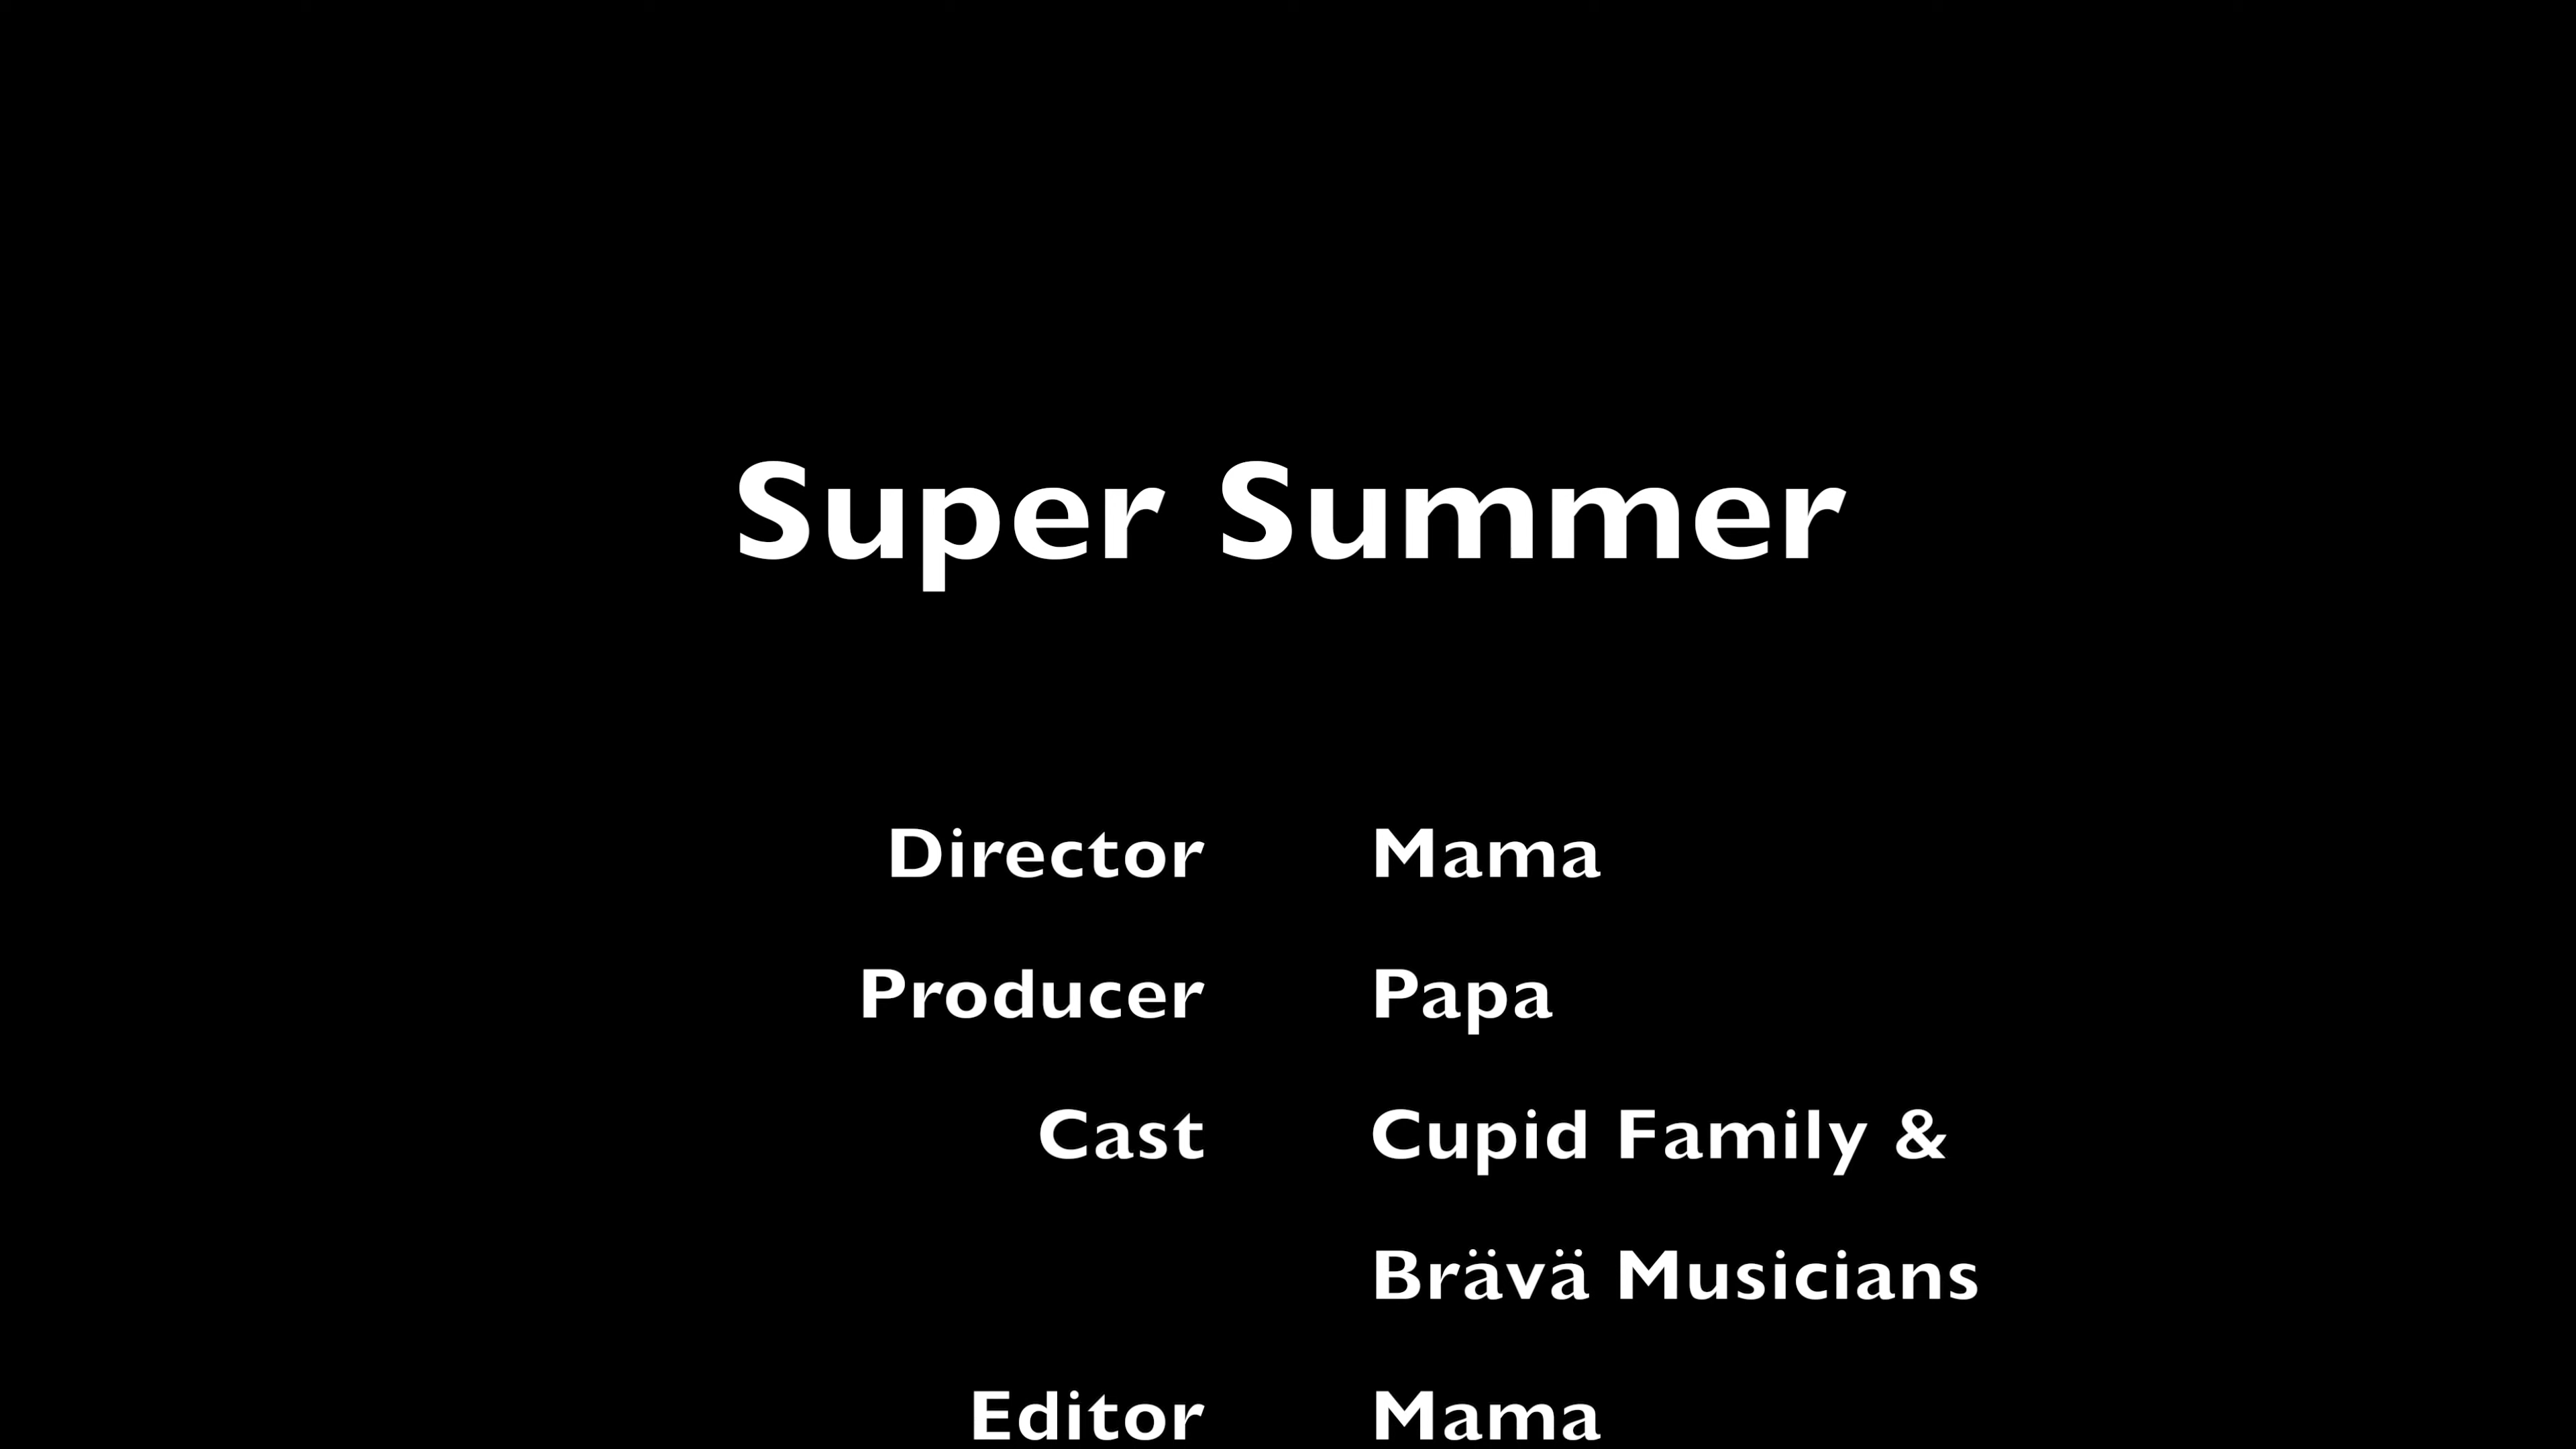 Super Summer
Director Mama
Producer Papa
Cast Cupid Family &
Brävä Musicians
Editor Mama